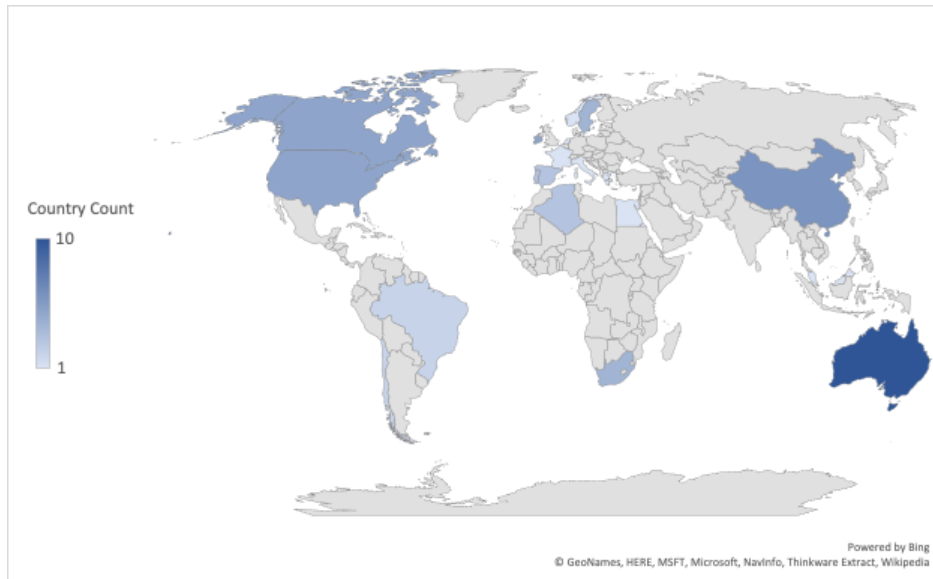 Country Count
10
1
Powered by Bing
© GeoNames, HERE, MSFT, Microsoft, NavInfo, Thinkware Extract, Wikipedia